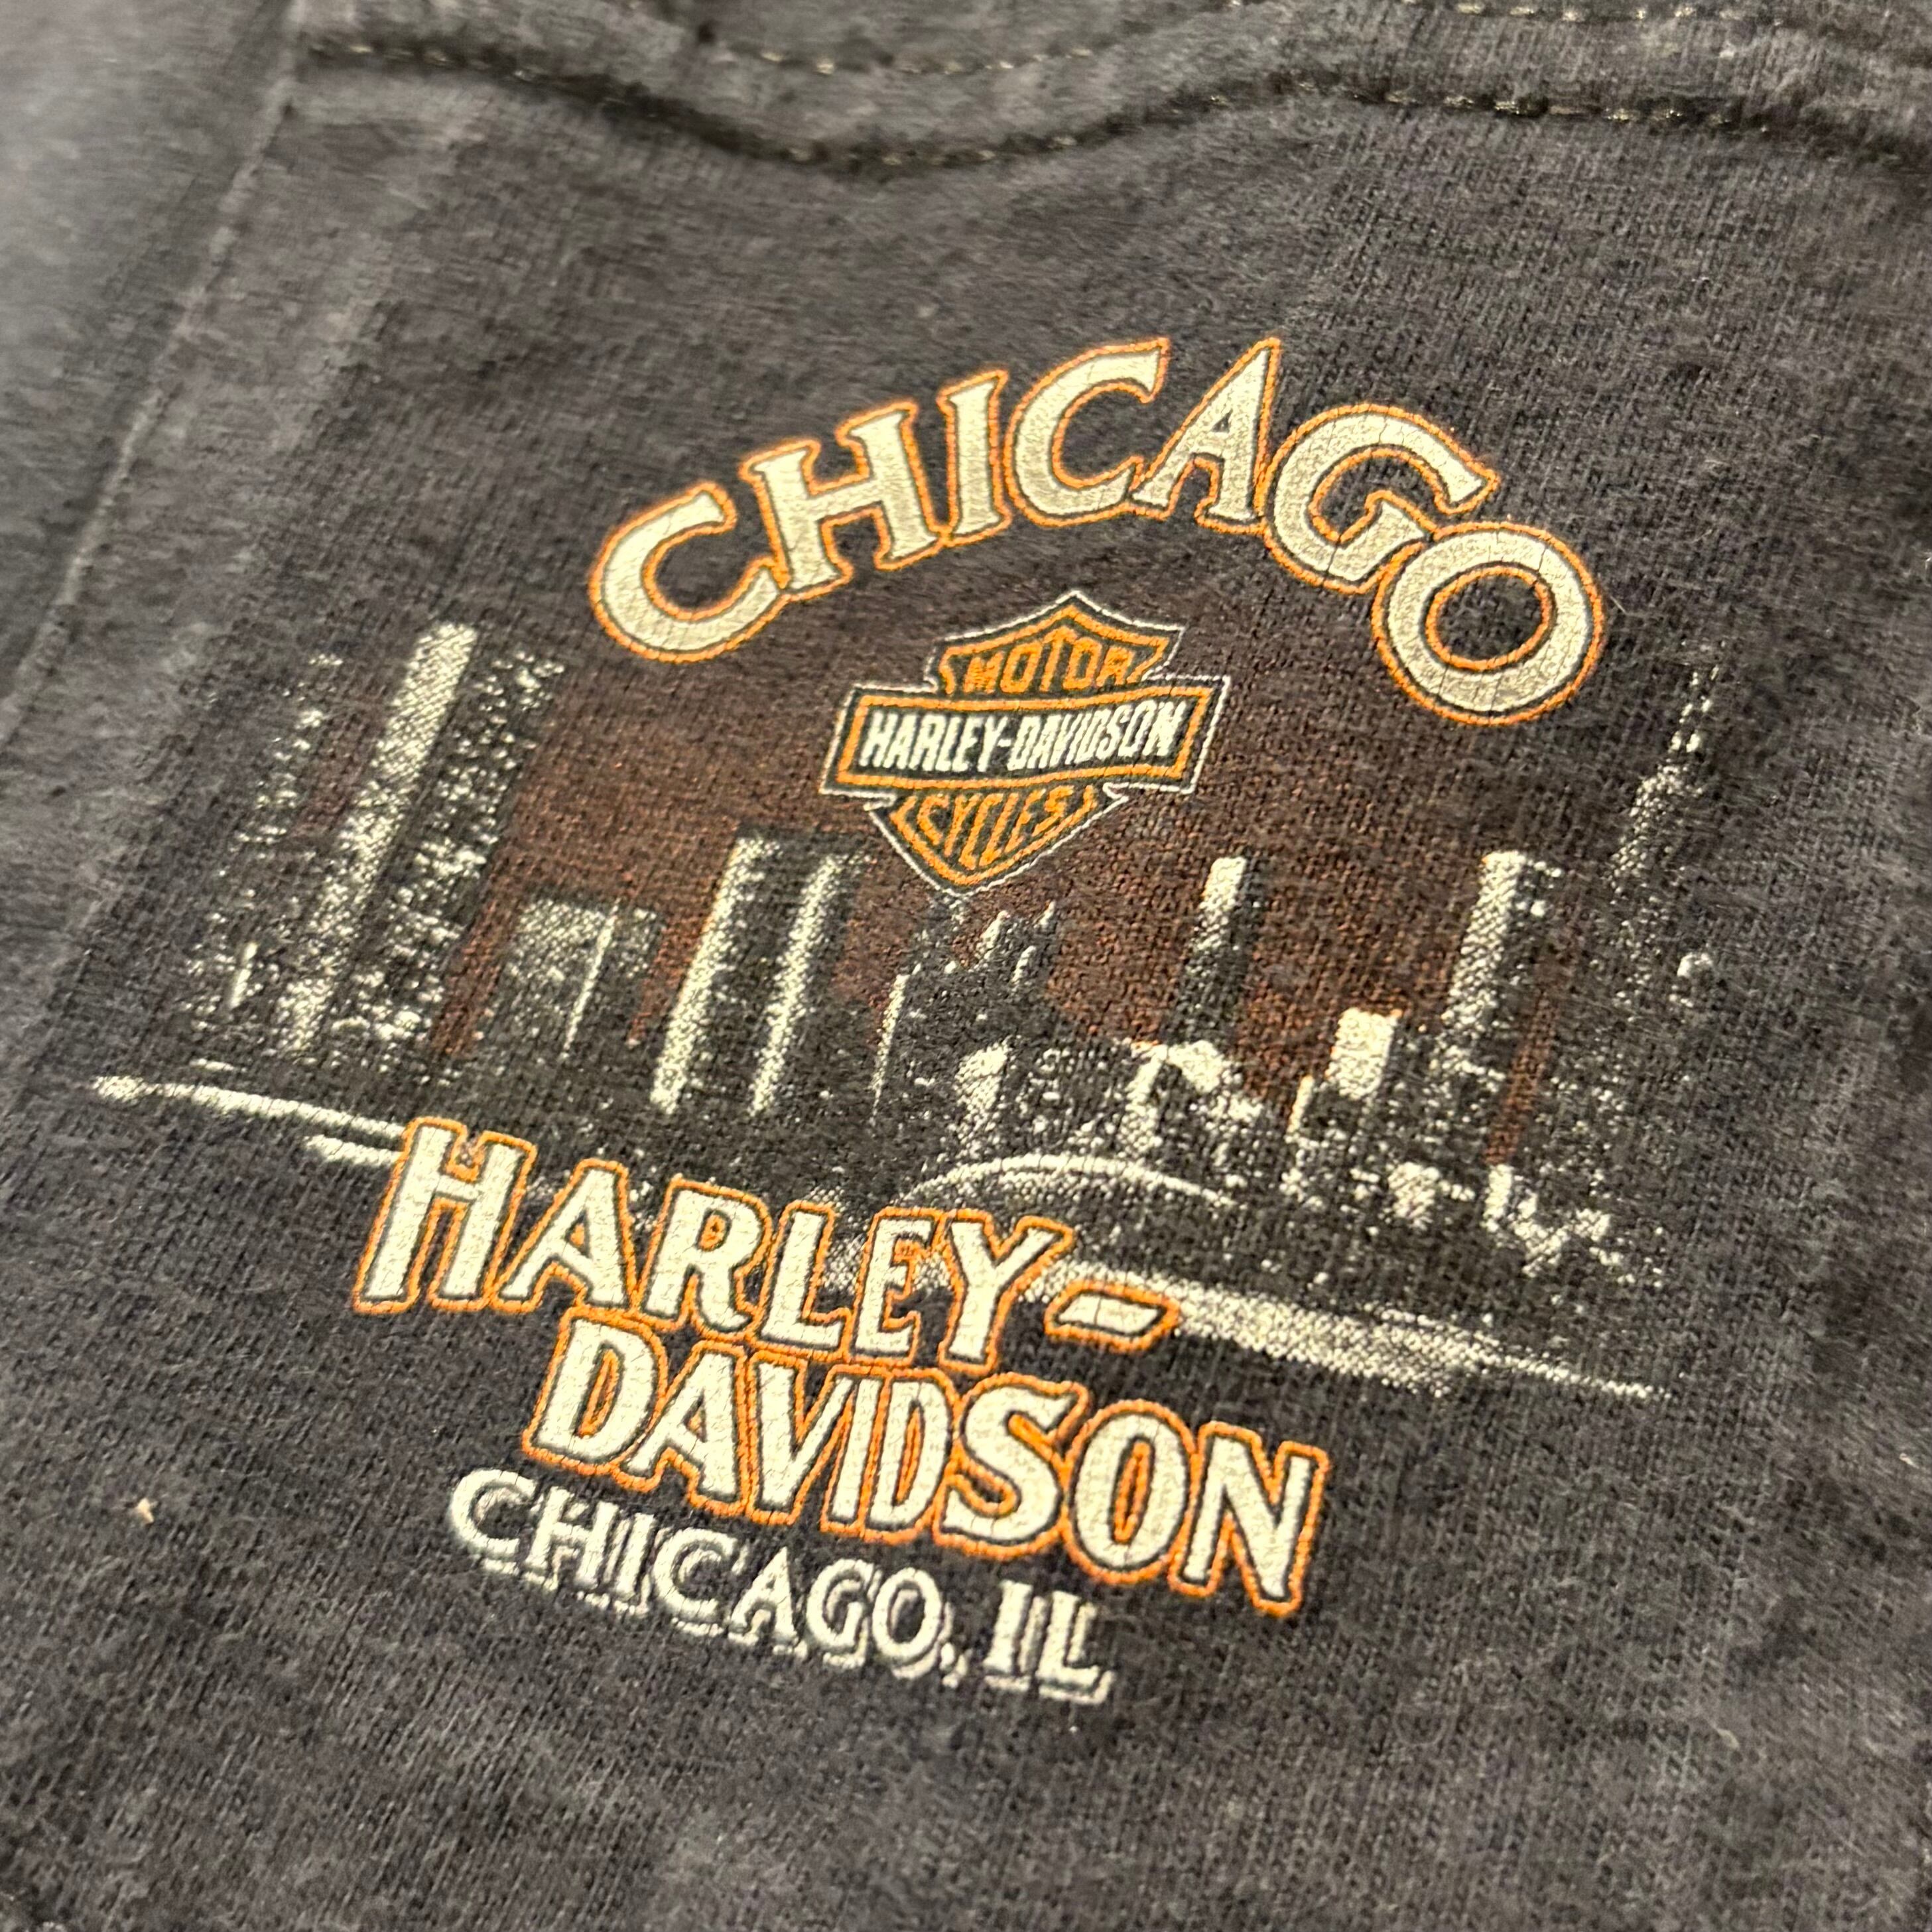 CHICAGO
MOTOR
HARLEY-DAVIDSON
CYCLES
HARLEY-
DAVIDSON
CHICAGO, IL